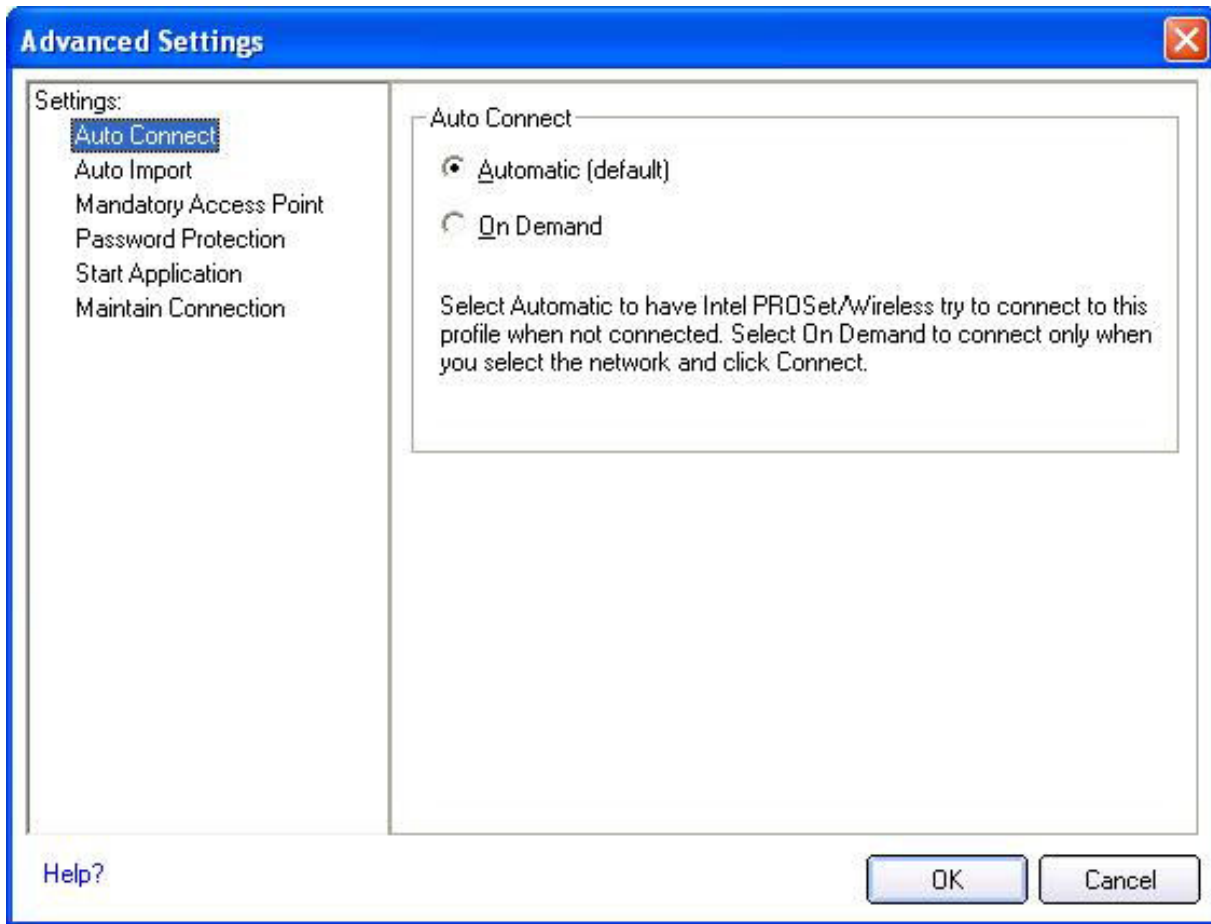 Advanced Settings
Settings:
Auto Connect
Auto Import
Mandatory Access Point
Password Protection
Start Application
Maintain Connection
Auto Connect
Automatic (default)
On Demand
Select Automatic to have Intel PROSet/Wireless try to connect to this
profile when not connected. Select On Demand to connect only when
you select the network and click Connect.
Help?
OK
Cancel